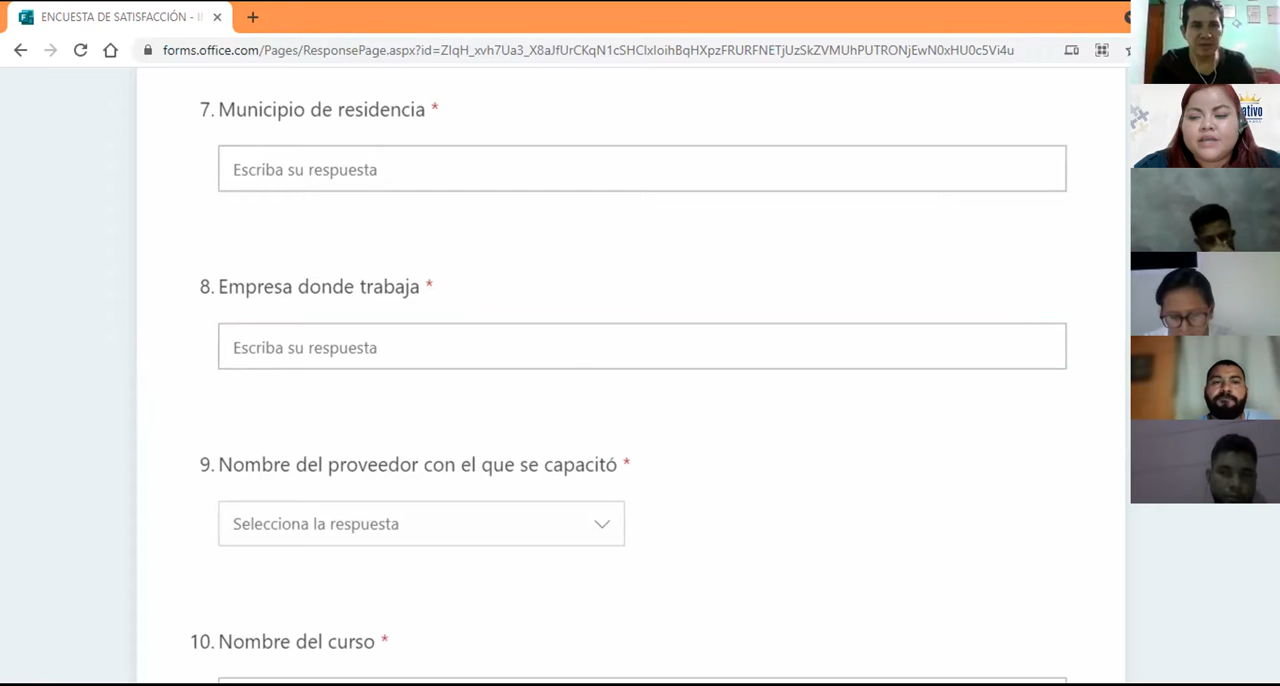 ENCUESTA DE SATISFACCIÓN - I
forms.office.com/Pages/ResponsePage.aspx?id=ZIqH_xvh7Ua3_X8aJfUrCKqN1cSHCIxIoihBqHXpzFRURFNETjUzSkZVMUhPUTRONjEwN0xHU0c5Vi4u
ativo
7. Municipio de residencia *
Escriba su respuesta
8. Empresa donde trabaja *
Escriba su respuesta
9. Nombre del proveedor con el que se capacitó *
Selecciona la respuesta
10. Nombre del curso *